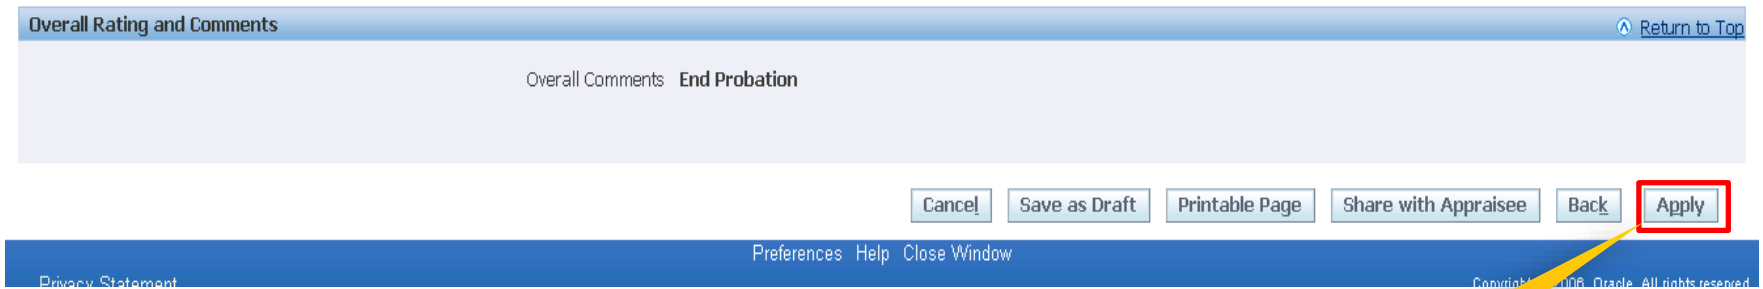 Overall Rating and Comments
Return to Top
Overall Comments End Probation
Cancel Save as Draft Printable Page Share with Appraisee Back Apply
Preferences Help Close Window
Privacy Statement
2006, Oracle. All rights reserved.